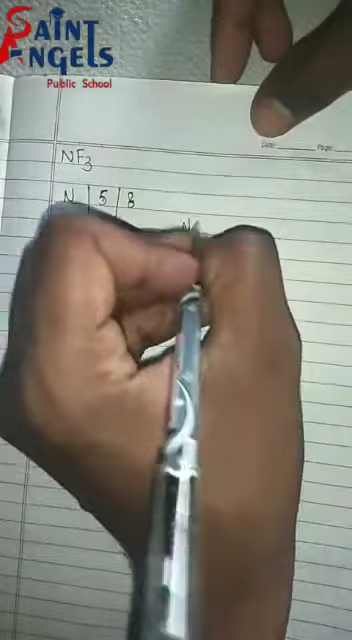 SAINT
ANGELS
Public School
Date: Page:
NF3
N 5 8
N